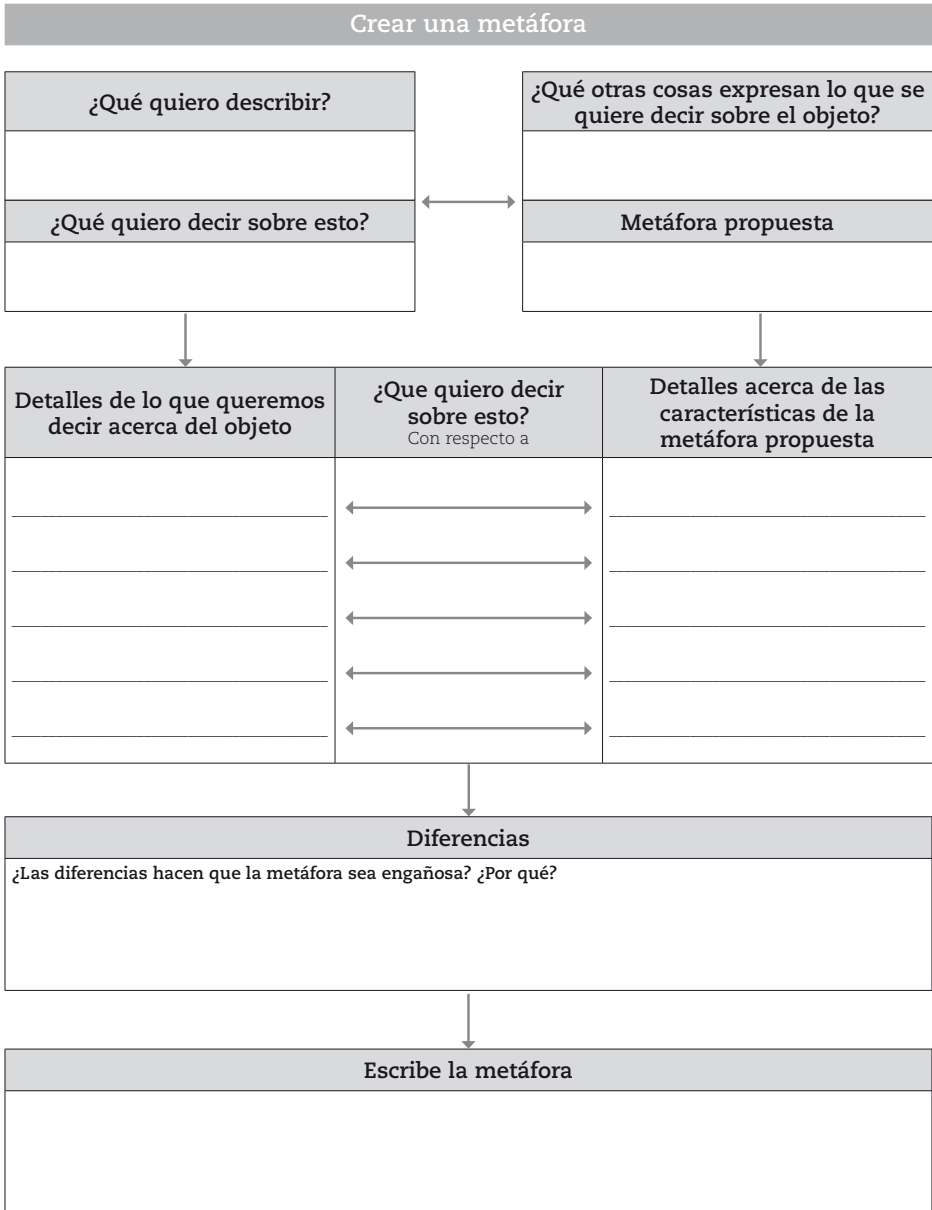 Crear una metáfora
¿Qué quiero describir?
¿Qué otras cosas expresan lo que se
quiere decir sobre el objeto?
¿Qué quiero decir sobre esto?
Metáfora propuesta
Detalles de lo que queremos
decir acerca del objeto
¿Que quiero decir
sobre esto?
Con respecto a
Detalles acerca de las
características de la
metáfora propuesta
Diferencias
¿Las diferencias hacen que la metáfora sea engañosa? ¿Por qué?
Escribe la metáfora